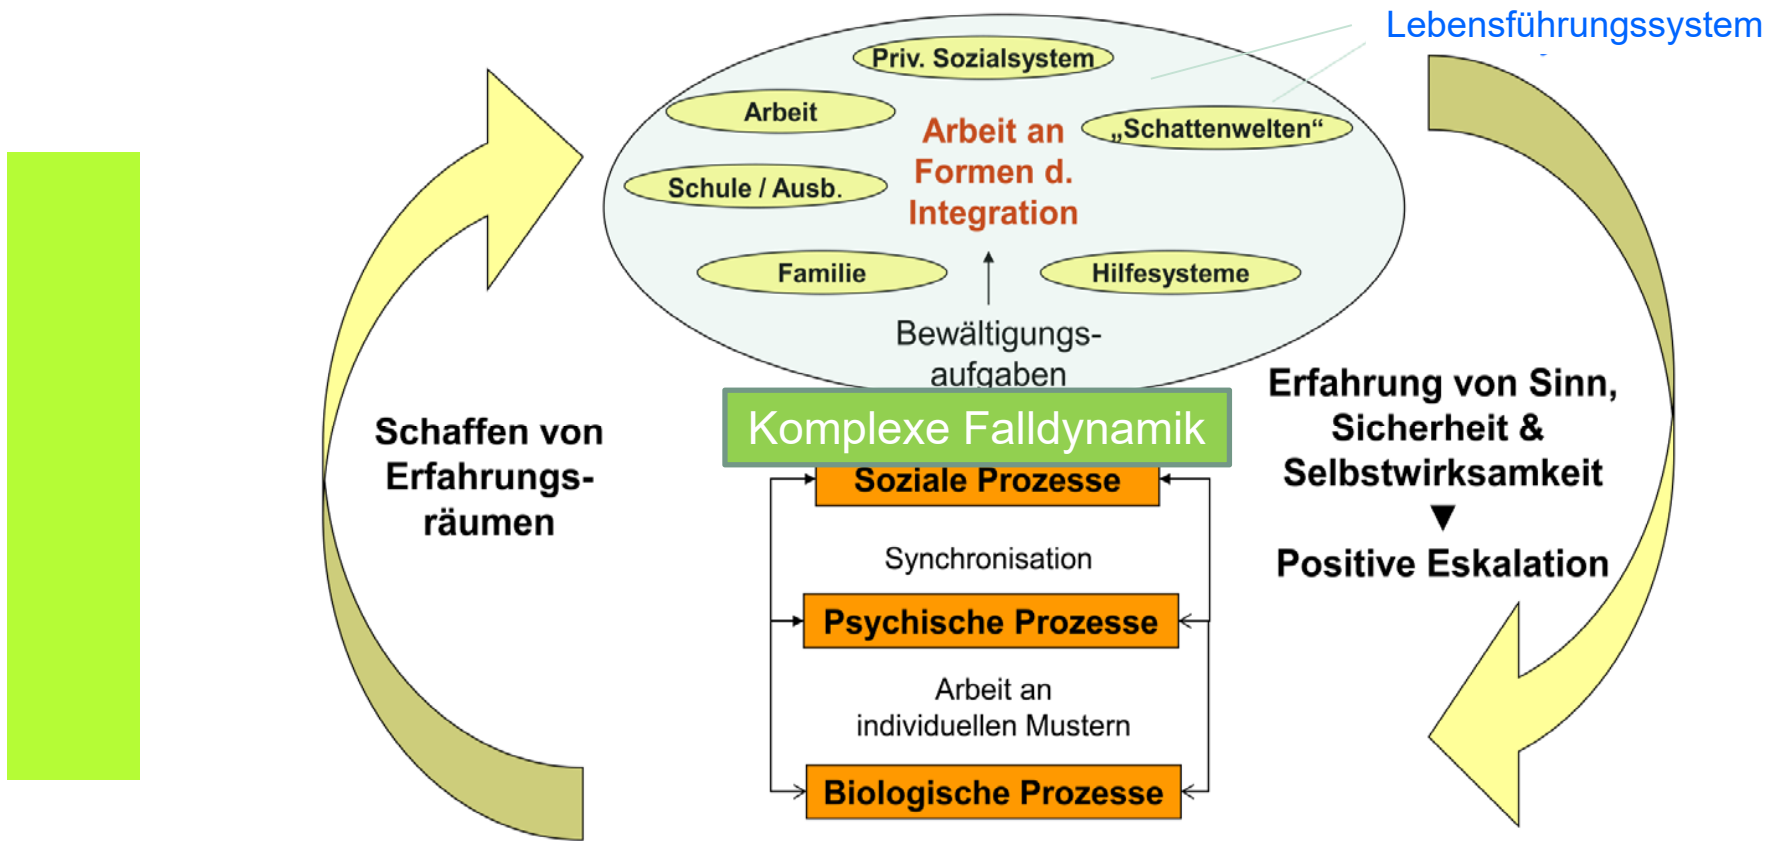 Lebensführungssystem
Priv. Sozialsystem
Arbeit
„Schattenwelten“
Arbeit an
Formen d.
Integration
Schule / Ausb.
Familie
Hilfesysteme
Bewältigungs-
aufgaben
Komplexe Falldynamik
Schaffen von
Erfahrungs-
räumen
Erfahrung von Sinn,
Sicherheit &
Selbstwirksamkeit
▼
Positive Eskalation
Soziale Prozesse
Synchronisation
Psychische Prozesse
Arbeit an
individuellen Mustern
Biologische Prozesse